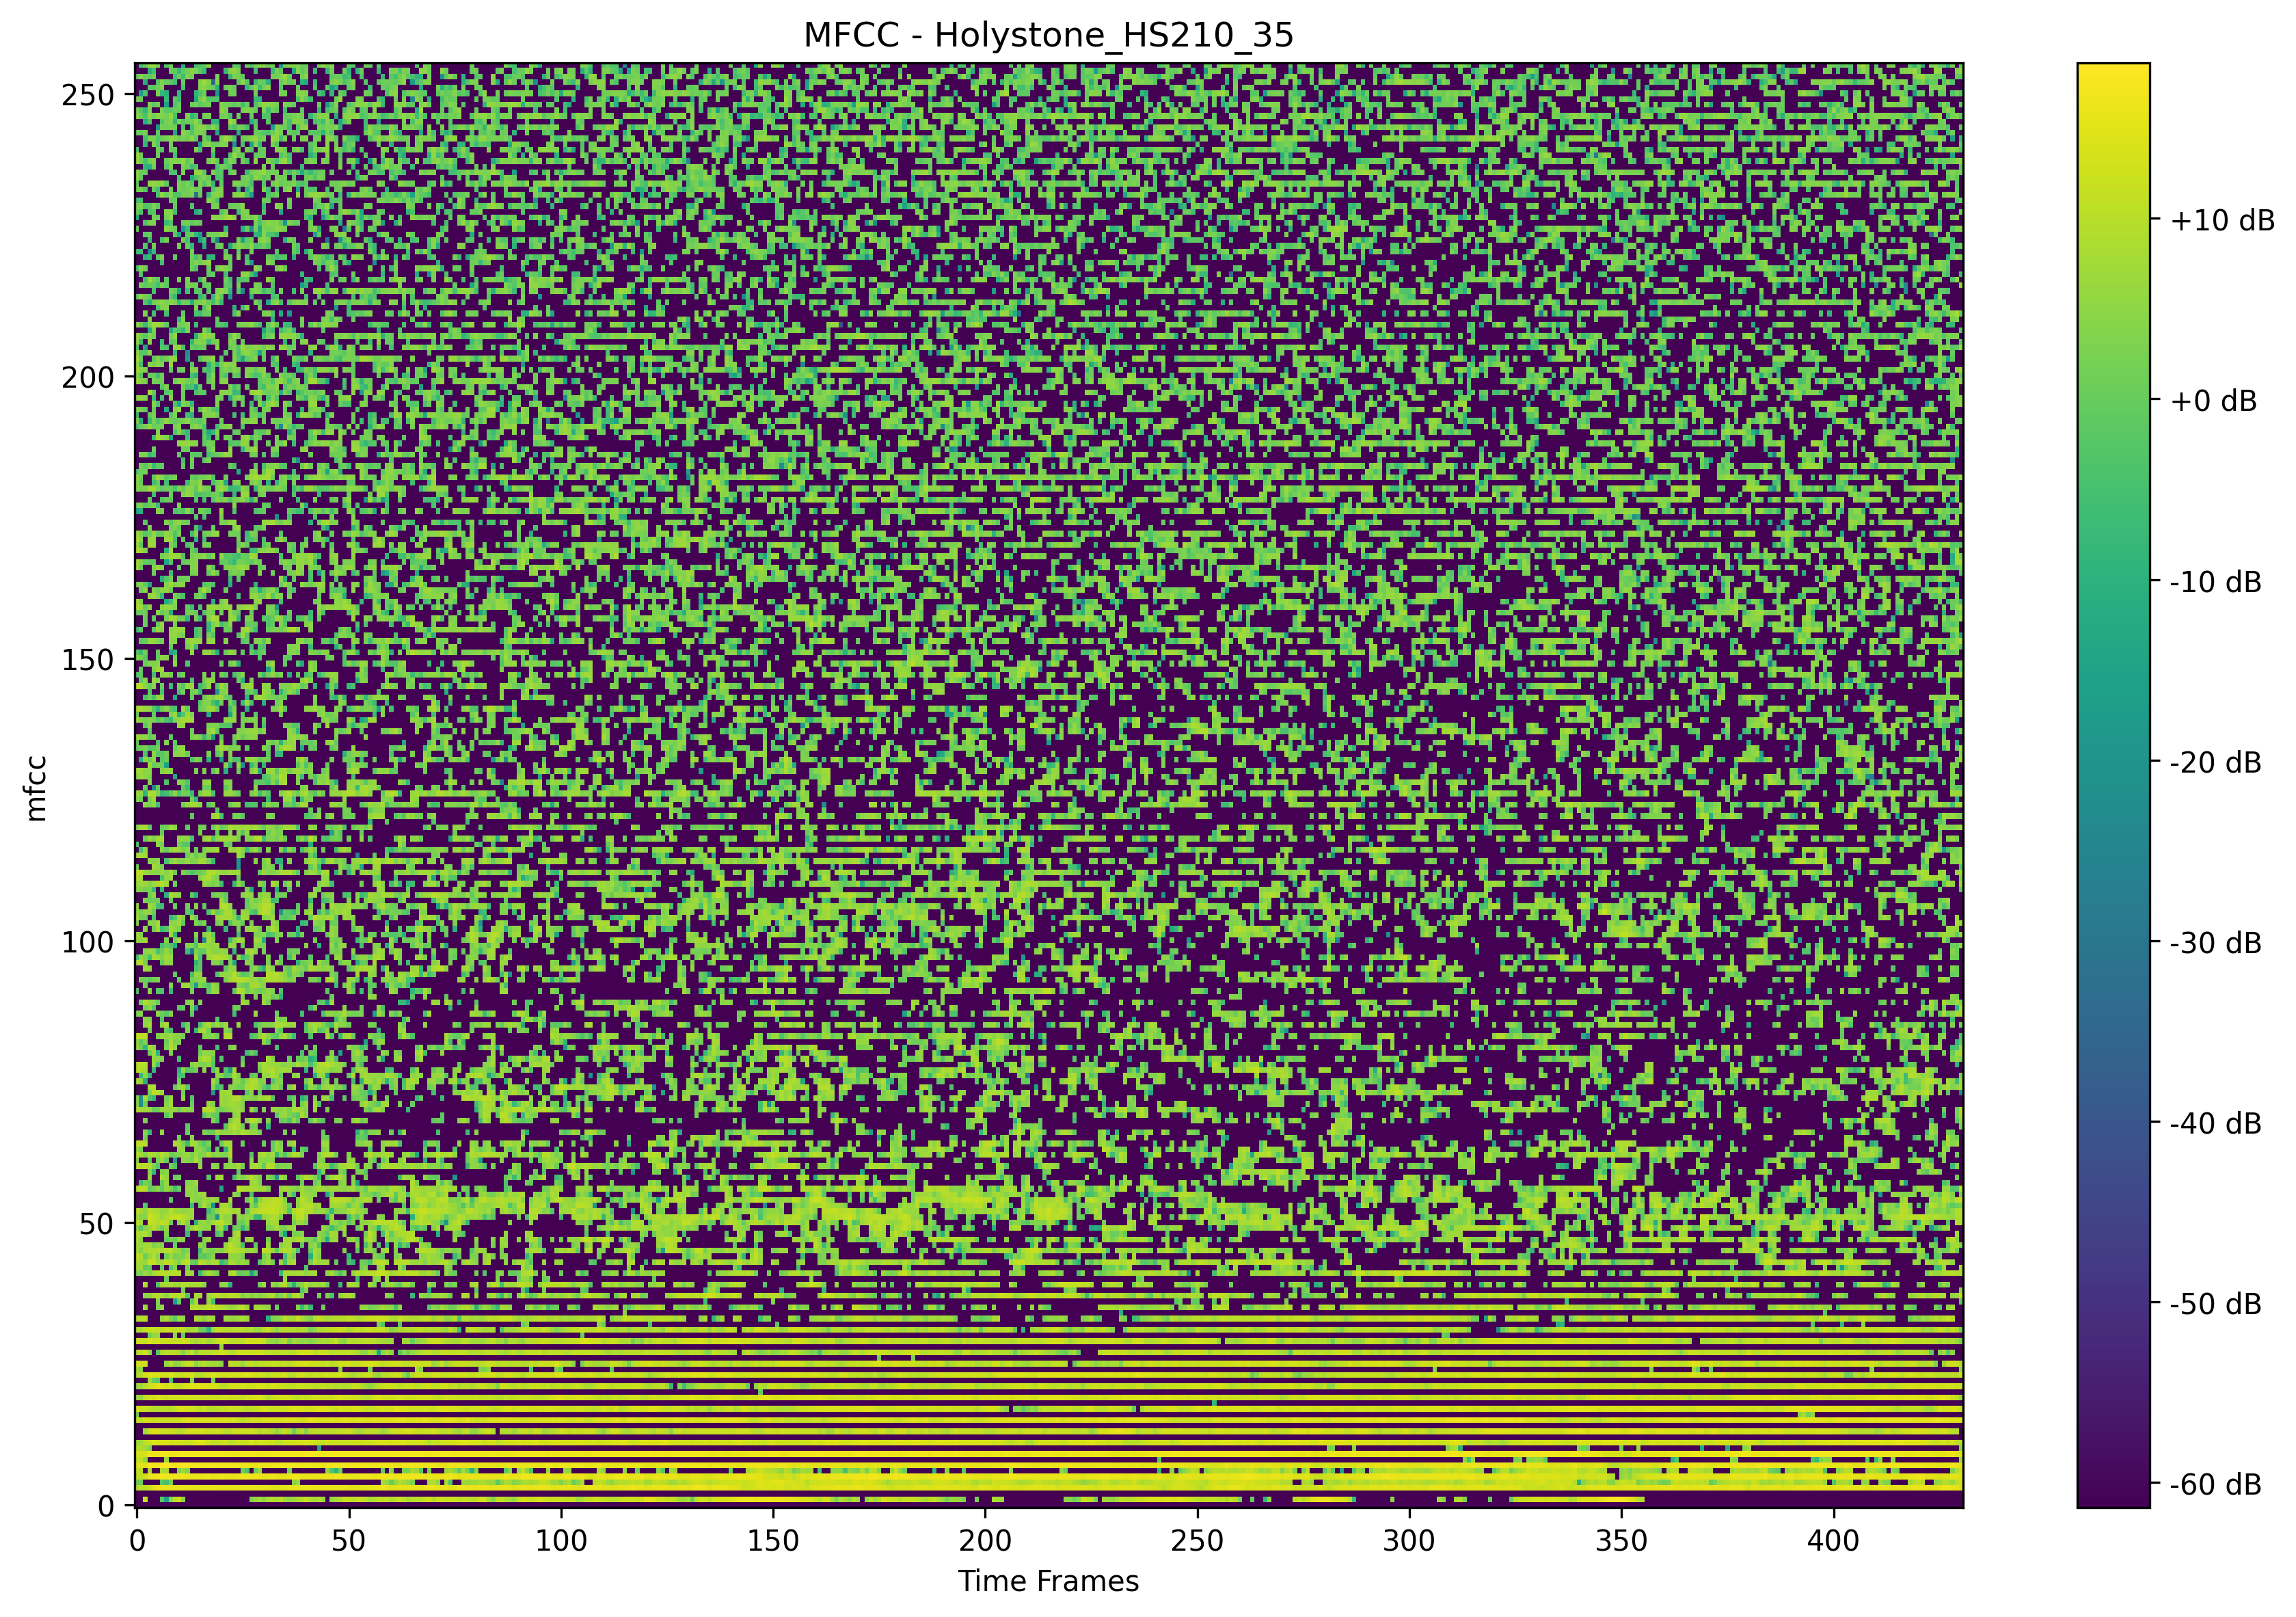 MFCC - Holystone_HS210_35
250
200
150
100
50
0
mfcc
0 50 100 150 200 250 300 350 400
Time Frames
+10 dB
+0 dB
-10 dB
-20 dB
-30 dB
-40 dB
-50 dB
-60 dB